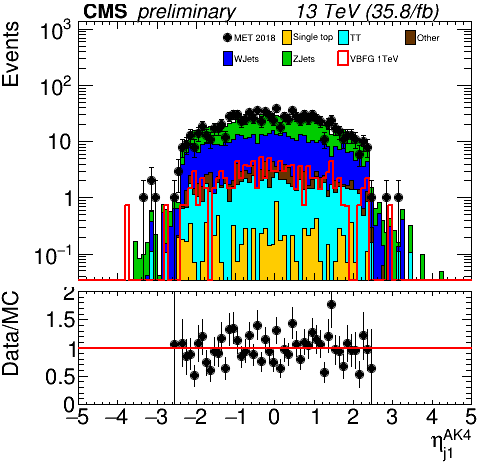 CMS preliminary 13 TeV (35.8/fb)
Events
10³
10²
10
1
10⁻¹
MET 2018 Single top TT Other
WJets ZJets VBFG 1TeV
Data/MC
2
1.5
1
0.5
0
−5 −4 −3 −2 −1 0 1 2 3 4 5
η_{j1}^{AK4}